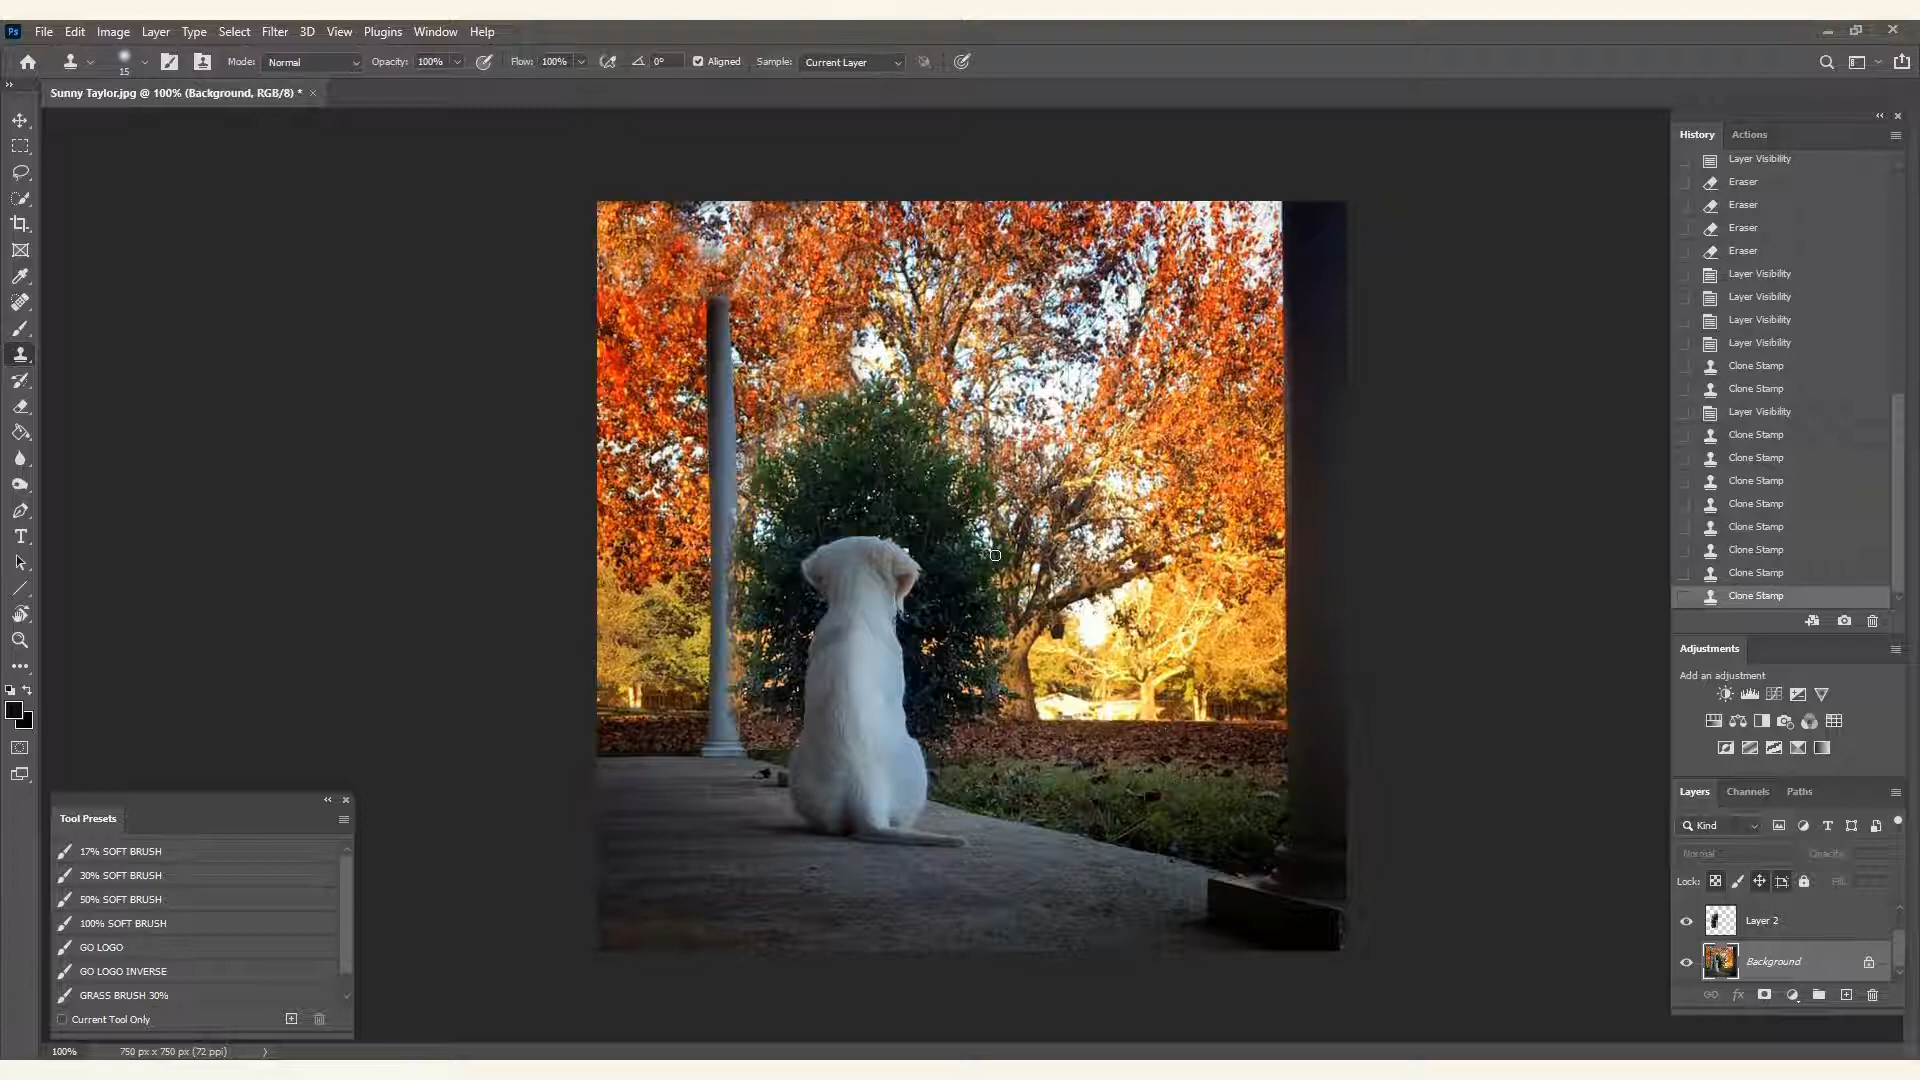 Ps File Edit Image Layer Type Select Filter 3D View Plugins Window Help
15 Mode: Normal Opacity: 100% Flow: 100% 0° Aligned Sample: Current Layer
Sunny Taylor.jpg @ 100% (Background, RGB/8) * ×
History Actions
Layer Visibility
Eraser
Eraser
Eraser
Eraser
Layer Visibility
Layer Visibility
Layer Visibility
Layer Visibility
Clone Stamp
Clone Stamp
Layer Visibility
Clone Stamp
Clone Stamp
Clone Stamp
Clone Stamp
Clone Stamp
Clone Stamp
Clone Stamp
Clone Stamp
Adjustments
Add an adjustment
Layers Channels Paths
Kind
Normal Opacity:
Lock: Fill:
Layer 2
Background
fx
Tool Presets
17% SOFT BRUSH
30% SOFT BRUSH
50% SOFT BRUSH
100% SOFT BRUSH
GO LOGO
GO LOGO INVERSE
GRASS BRUSH 30%
Current Tool Only
100% 750 px x 750 px (72 ppi)